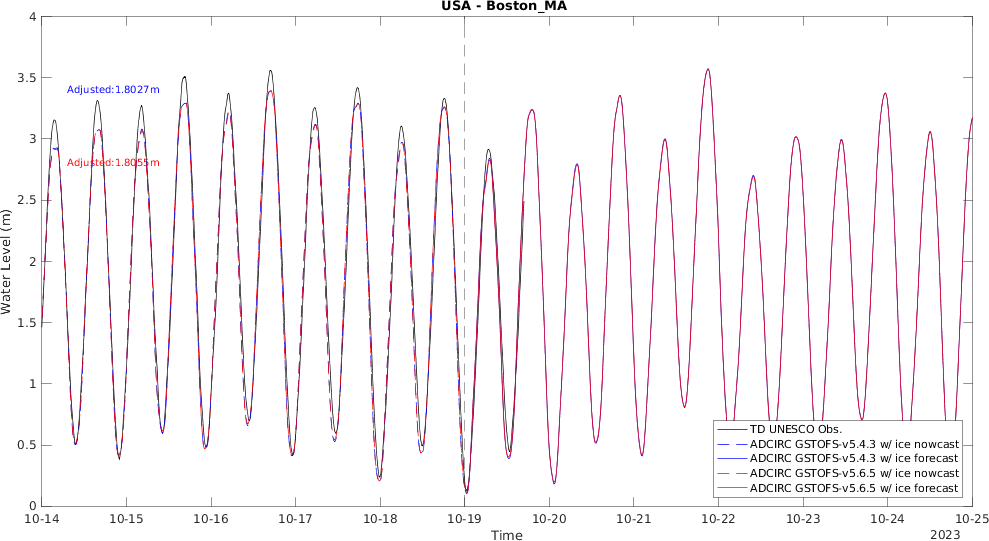 USA - Boston_MA
Water Level (m)
4
3.5
3
2.5
2
1.5
1
0.5
0
Adjusted:1.8027m
Adjusted:1.8055m
TD UNESCO Obs.
ADCIRC GSTOFS-v5.4.3 w/ ice nowcast
ADCIRC GSTOFS-v5.4.3 w/ ice forecast
ADCIRC GSTOFS-v5.6.5 w/ ice nowcast
ADCIRC GSTOFS-v5.6.5 w/ ice forecast
10-14 10-15 10-16 10-17 10-18 10-19 10-20 10-21 10-22 10-23 10-24 10-25
Time
2023